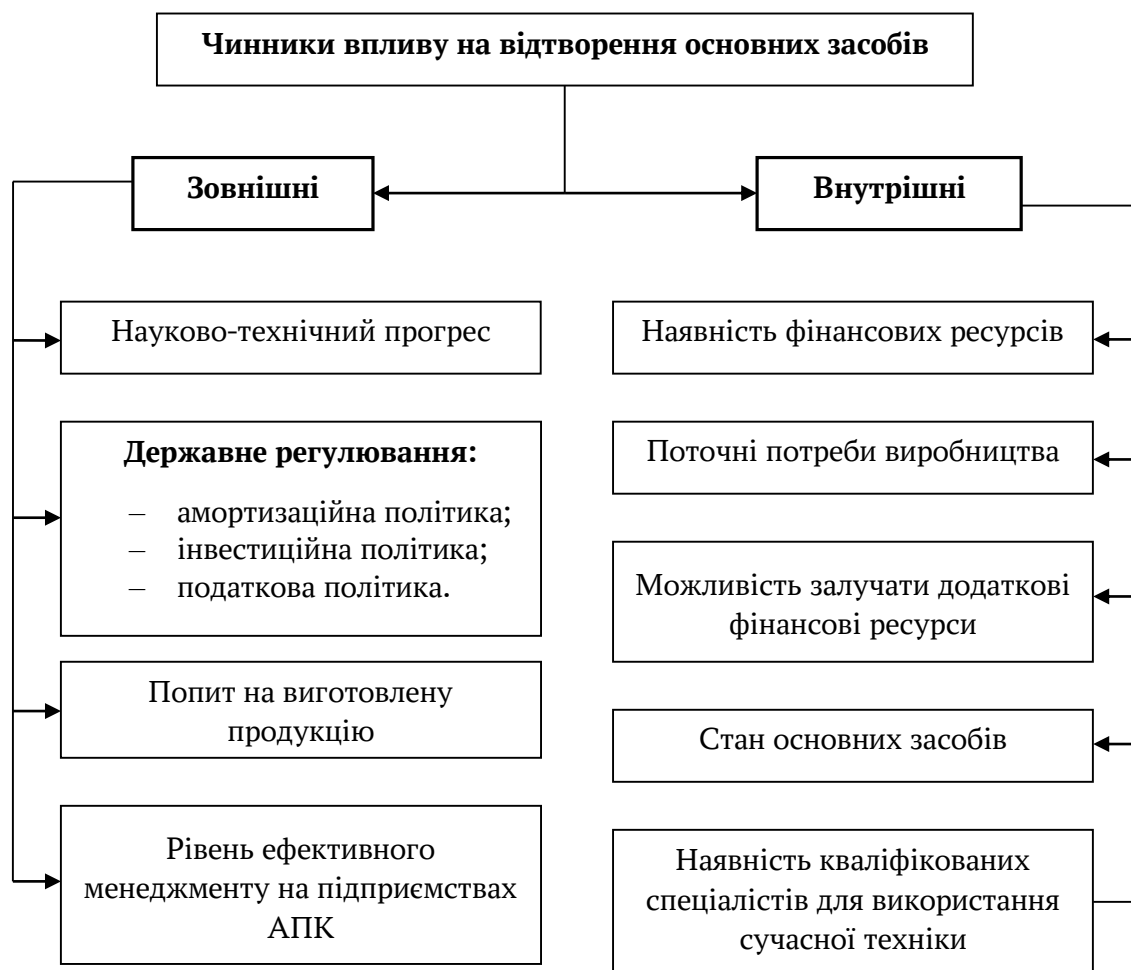 Чинники впливу на відтворення основних засобів
Зовнішні
Внутрішні
Науково-технічний прогрес
Державне регулювання:
– амортизаційна політика;
– інвестиційна політика;
– податкова політика.
Попит на виготовлену
продукцію
Рівень ефективного
менеджменту на підприємствах
АПК
Наявність фінансових ресурсів
Поточні потреби виробництва
Можливість залучати додаткові
фінансові ресурси
Стан основних засобів
Наявність кваліфікованих
спеціалістів для використання
сучасної техніки